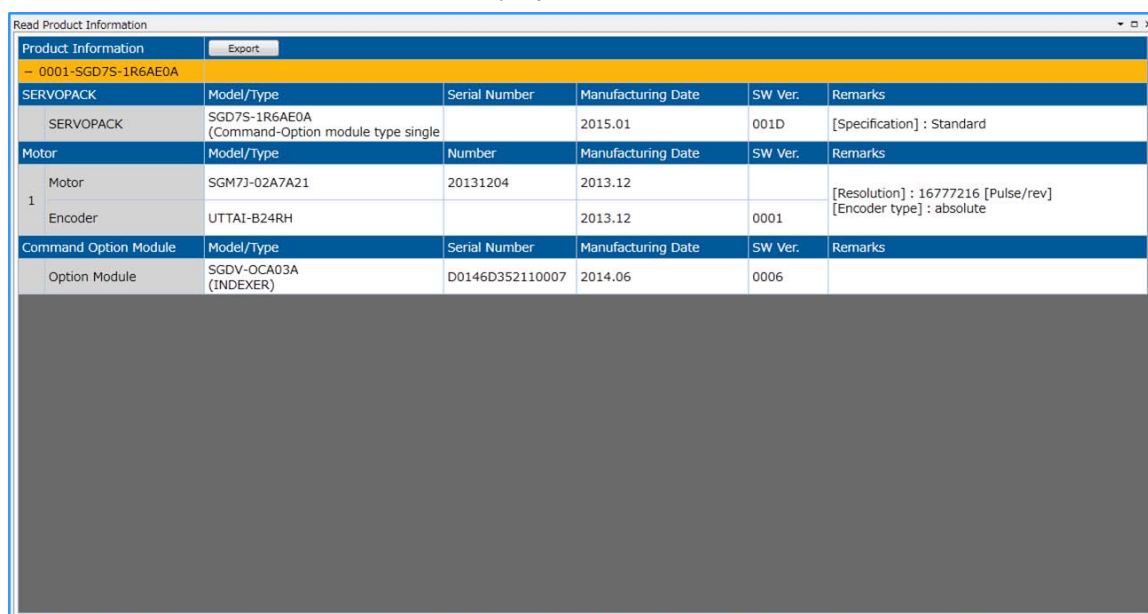 Read Product Information
Product Information Export
− 0001-SGD7S-1R6AE0A
SERVOPACK Model/Type Serial Number Manufacturing Date SW Ver. Remarks
SERVOPACK SGD7S-1R6AE0A
(Command-Option module type single 2015.01 001D [Specification] : Standard
Motor Model/Type Number Manufacturing Date SW Ver. Remarks
1 Motor SGM7J-02A7A21 20131204 2013.12 [Resolution] : 16777216 [Pulse/rev]
Encoder UTTAI-B24RH 2013.12 0001 [Encoder type] : absolute
Command Option Module Model/Type Serial Number Manufacturing Date SW Ver. Remarks
Option Module SGDV-OCA03A
(INDEXER) D0146D352110007 2014.06 0006